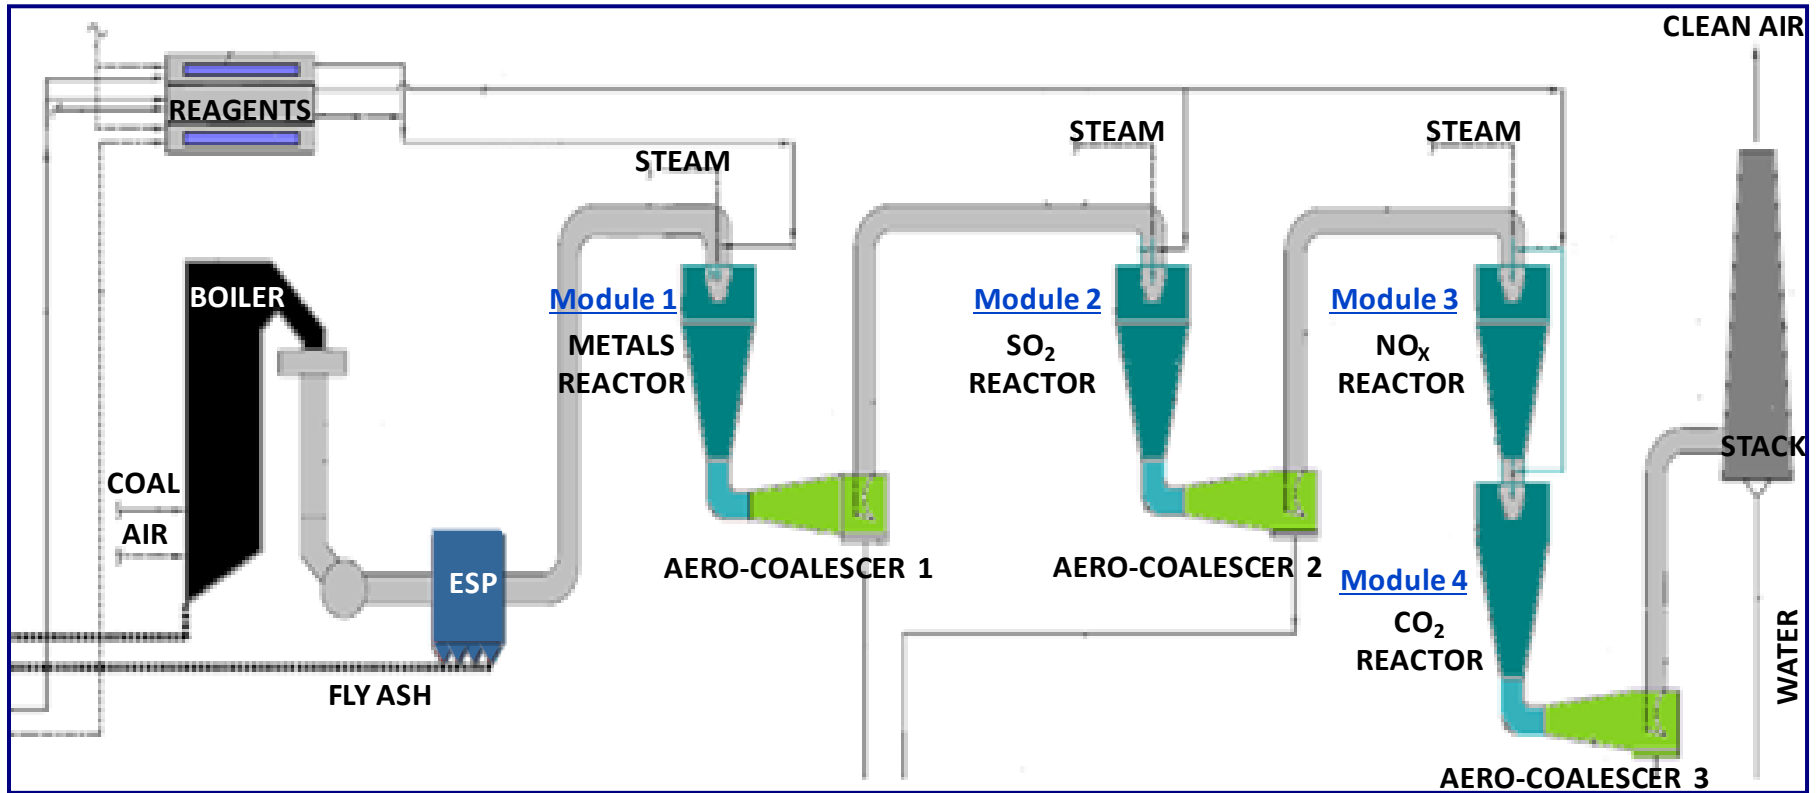 CLEAN AIR
REAGENTS
STEAM
STEAM
STEAM
BOILER
Module 1
METALS
REACTOR
Module 2
SO₂
REACTOR
Module 3
NOₓ
REACTOR
STACK
COAL
AIR
ESP
AERO-COALESCER 1
AERO-COALESCER 2
Module 4
CO₂
REACTOR
FLY ASH
WATER
AERO-COALESCER 3